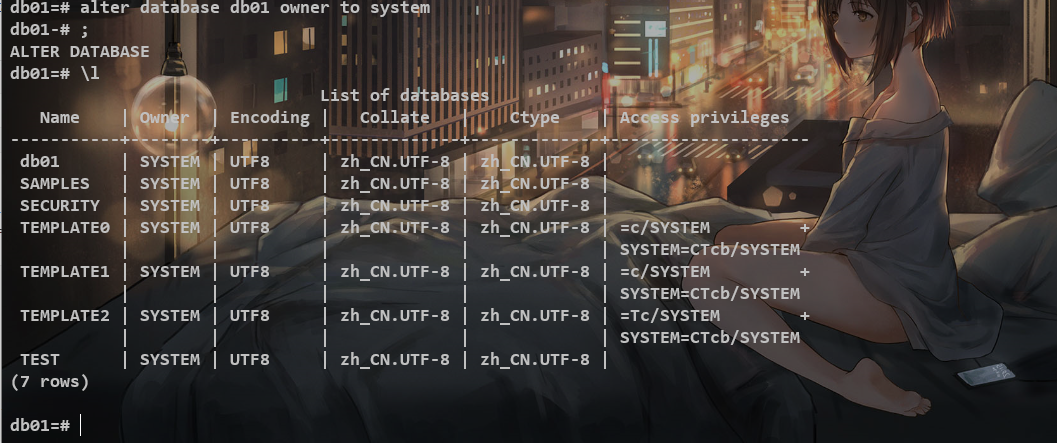 db01=# alter database db01 owner to system
db01-# ;
ALTER DATABASE
db01=# \l
List of databases
Name | Owner | Encoding | Collate | Ctype | Access privileges
-----------+--------+----------+-------------+-------------+-------------------
db01 | SYSTEM | UTF8 | zh_CN.UTF-8 | zh_CN.UTF-8 |
SAMPLES | SYSTEM | UTF8 | zh_CN.UTF-8 | zh_CN.UTF-8 |
SECURITY | SYSTEM | UTF8 | zh_CN.UTF-8 | zh_CN.UTF-8 |
TEMPLATE0 | SYSTEM | UTF8 | zh_CN.UTF-8 | zh_CN.UTF-8 | =c/SYSTEM +
| | | | | SYSTEM=CTcb/SYSTEM
TEMPLATE1 | SYSTEM | UTF8 | zh_CN.UTF-8 | zh_CN.UTF-8 | =c/SYSTEM +
| | | | | SYSTEM=CTcb/SYSTEM
TEMPLATE2 | SYSTEM | UTF8 | zh_CN.UTF-8 | zh_CN.UTF-8 | =Tc/SYSTEM +
| | | | | SYSTEM=CTcb/SYSTEM
TEST | SYSTEM | UTF8 | zh_CN.UTF-8 | zh_CN.UTF-8 |
(7 rows)
db01=#